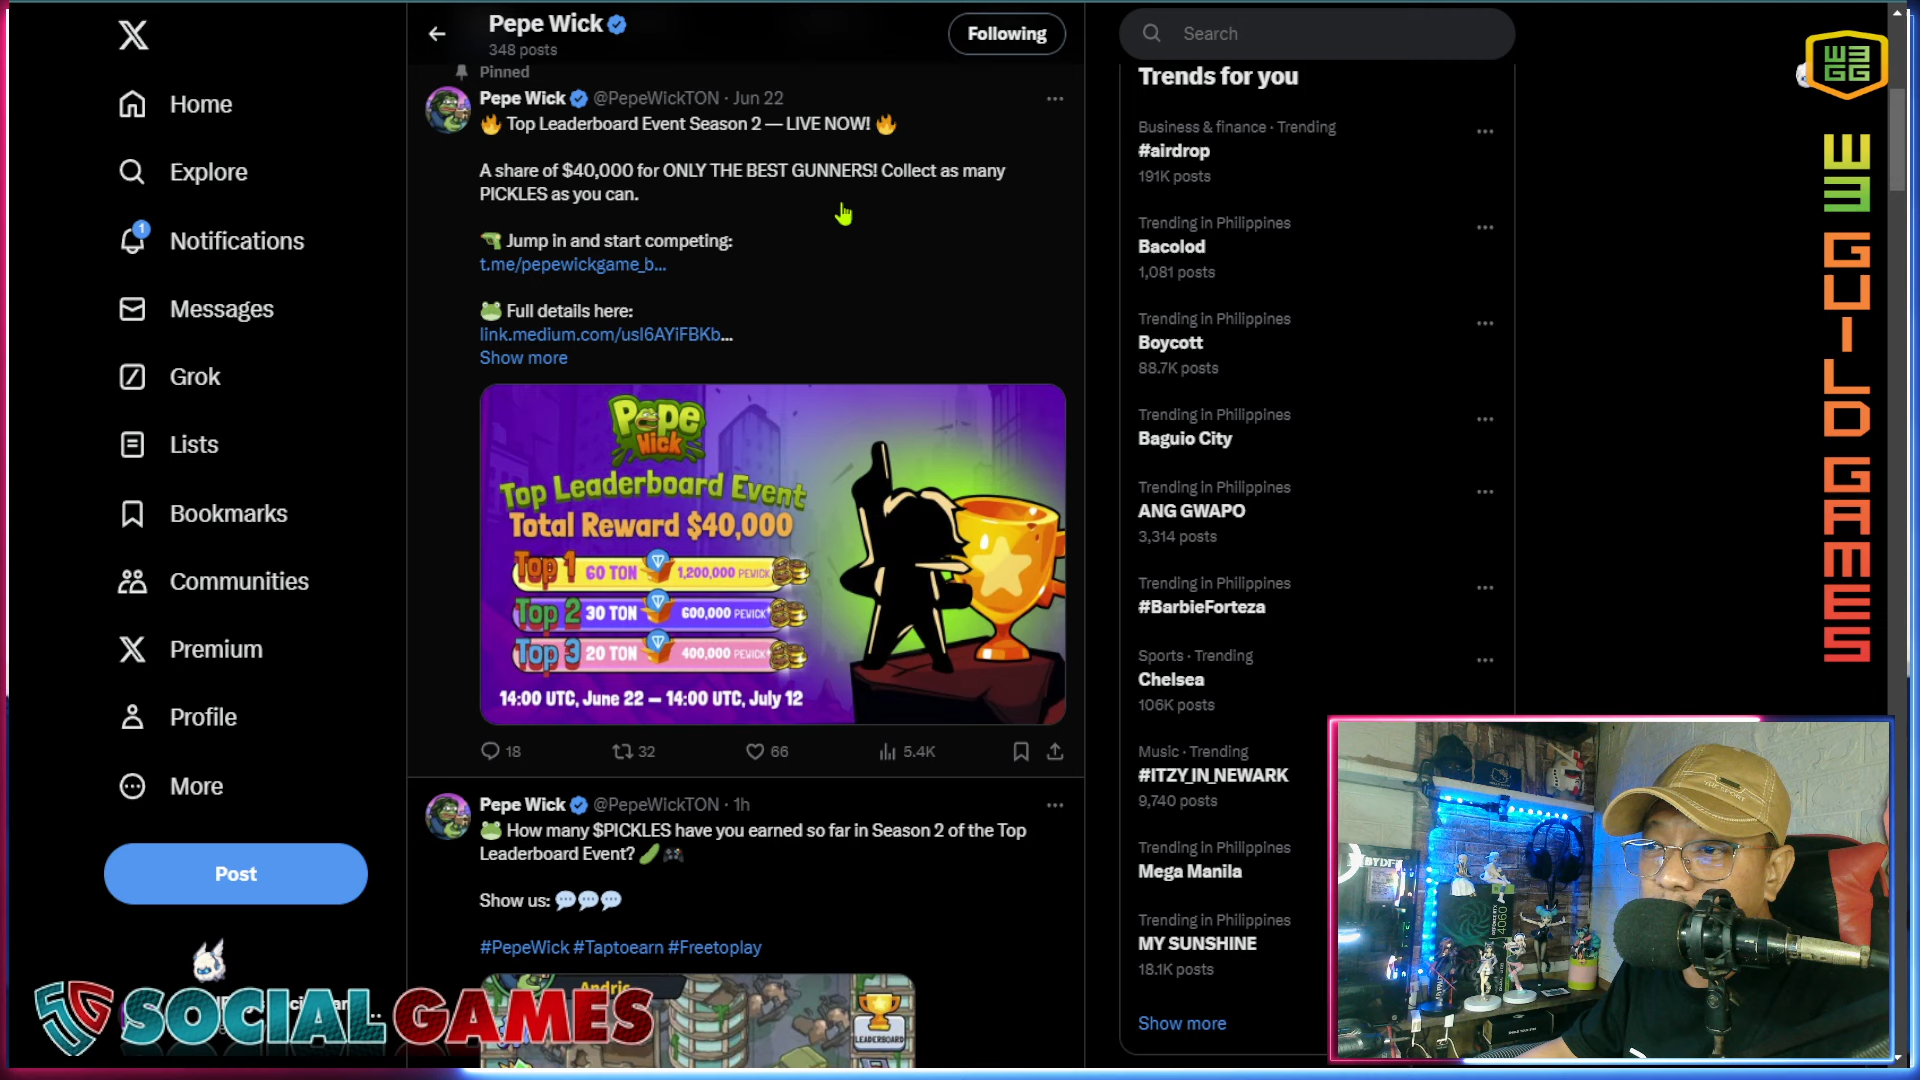 Home
Explore
1
Notifications
Messages
Grok
Lists
Bookmarks
Communities
Premium
Profile
More
Post
SG SOCIAL GAMES
Pepe Wick
348 posts
Following
Pinned
Pepe Wick @PepeWickTON · Jun 22
🔥 Top Leaderboard Event Season 2 — LIVE NOW! 🔥
A share of $40,000 for ONLY THE BEST GUNNERS! Collect as many
PICKLES as you can.
🔫 Jump in and start competing:
t.me/pepewickgame_b...
🐸 Full details here:
link.medium.com/usI6AYiFBKb...
Show more
Pepe
Wick
Top Leaderboard Event
Total Reward $40,000
Top 1 60 TON 1,200,000 PEWICK
Top 2 30 TON 600,000 PEWICK
Top 3 20 TON 400,000 PEWICK
14:00 UTC, June 22 — 14:00 UTC, July 12
18 32 66 5.4K
Pepe Wick @PepeWickTON · 1h
🐸 How many $PICKLES have you earned so far in Season 2 of the Top
Leaderboard Event? 🥒🎮
Show us: 💬💬💬
#PepeWick #Taptoearn #Freetoplay
Andric
LEADERBOARD
Search
Trends for you
Business & finance · Trending
#airdrop
191K posts
Trending in Philippines
Bacolod
1,081 posts
Trending in Philippines
Boycott
88.7K posts
Trending in Philippines
Baguio City
Trending in Philippines
ANG GWAPO
3,314 posts
Trending in Philippines
#BarbieForteza
Sports · Trending
Chelsea
106K posts
Music · Trending
#ITZY_IN_NEWARK
9,740 posts
Trending in Philippines
Mega Manila
Trending in Philippines
MY SUNSHINE
18.1K posts
Show more
W3
GG
W3 GUILD GAMES
4060